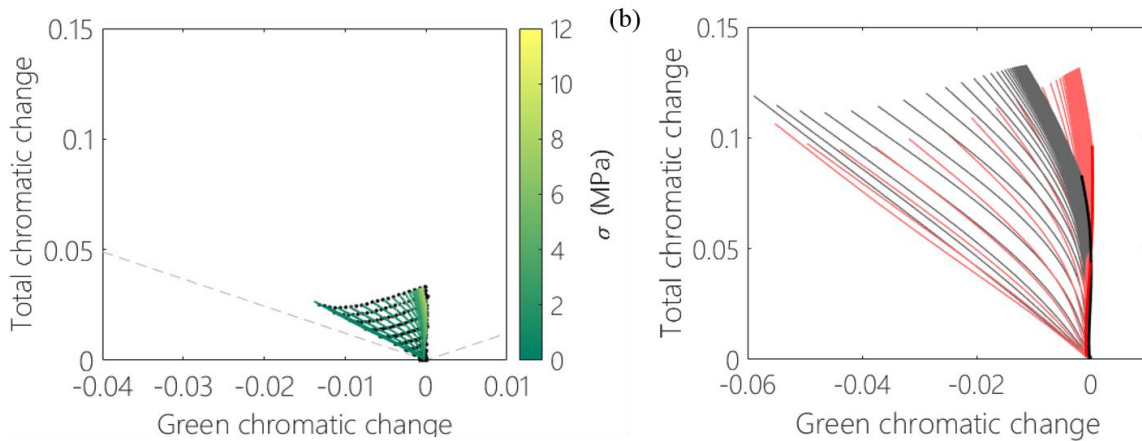 (b)
0.15
0.1
0.05
0
Total chromatic change
-0.04 -0.03 -0.02 -0.01 0 0.01
Green chromatic change
12
10
8
6
4
2
0
σ (MPa)
0.15
0.1
0.05
0
Total chromatic change
-0.06 -0.04 -0.02 0
Green chromatic change